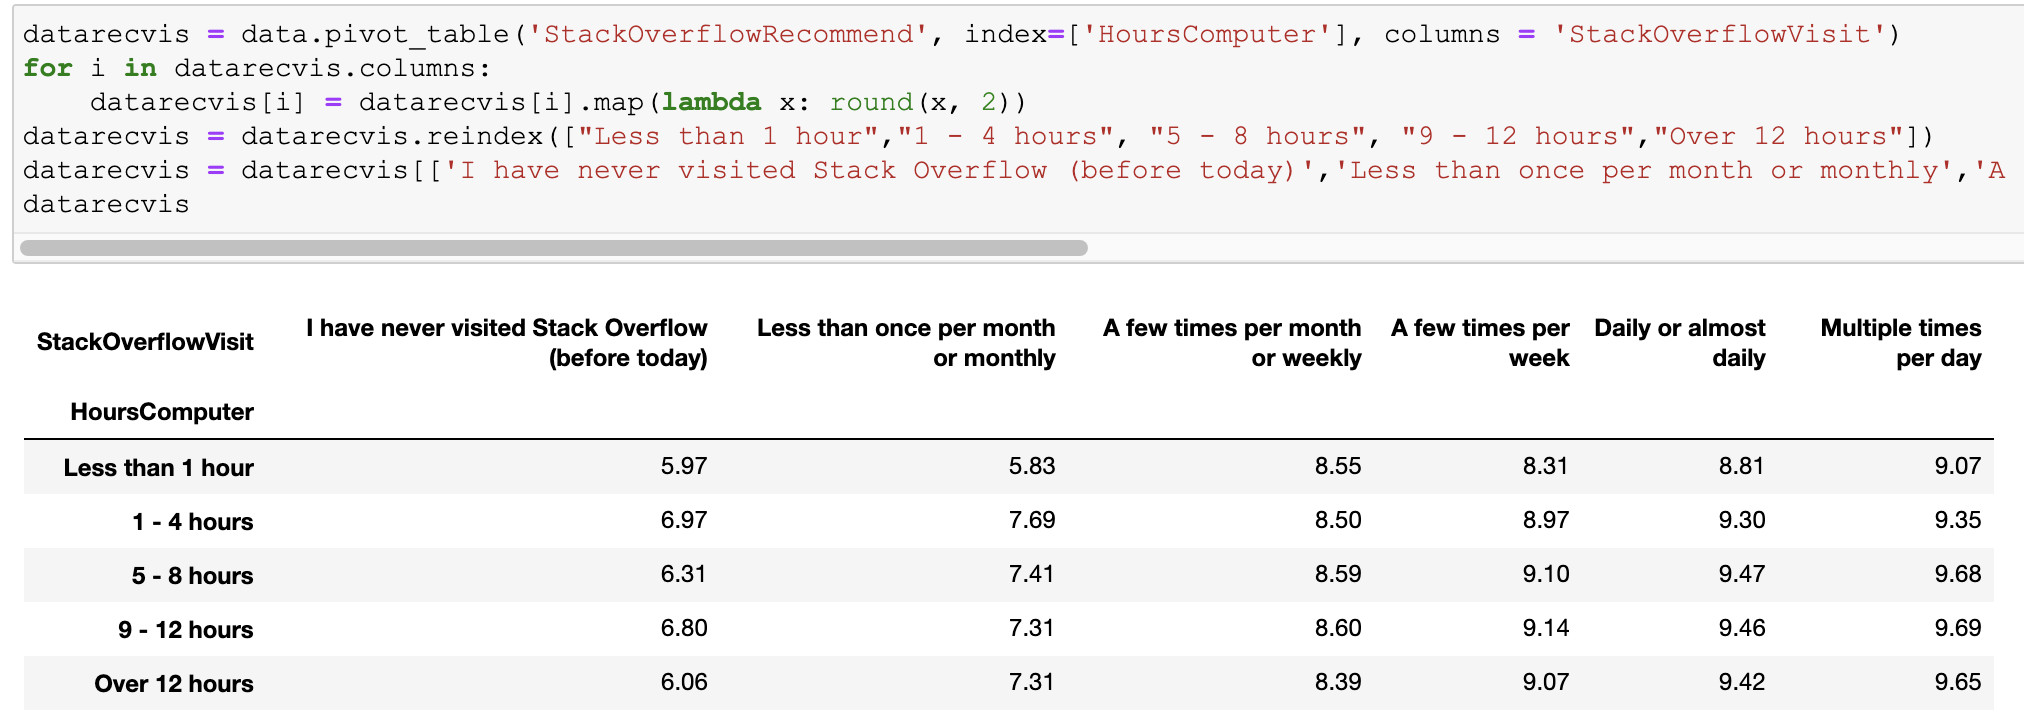 datarecvis = data.pivot_table('StackOverflowRecommend', index=['HoursComputer'], columns = 'StackOverflowVisit')
for i in datarecvis.columns:
    datarecvis[i] = datarecvis[i].map(lambda x: round(x, 2))
datarecvis = datarecvis.reindex(["Less than 1 hour","1 - 4 hours", "5 - 8 hours", "9 - 12 hours","Over 12 hours"])
datarecvis = datarecvis[['I have never visited Stack Overflow (before today)','Less than once per month or monthly','A
datarecvis
StackOverflowVisit I have never visited Stack Overflow Less than once per month A few times per month A few times per Daily or almost Multiple times
(before today) or monthly or weekly week daily per day
HoursComputer
Less than 1 hour 5.97 5.83 8.55 8.31 8.81 9.07
1 - 4 hours 6.97 7.69 8.50 8.97 9.30 9.35
5 - 8 hours 6.31 7.41 8.59 9.10 9.47 9.68
9 - 12 hours 6.80 7.31 8.60 9.14 9.46 9.69
Over 12 hours 6.06 7.31 8.39 9.07 9.42 9.65